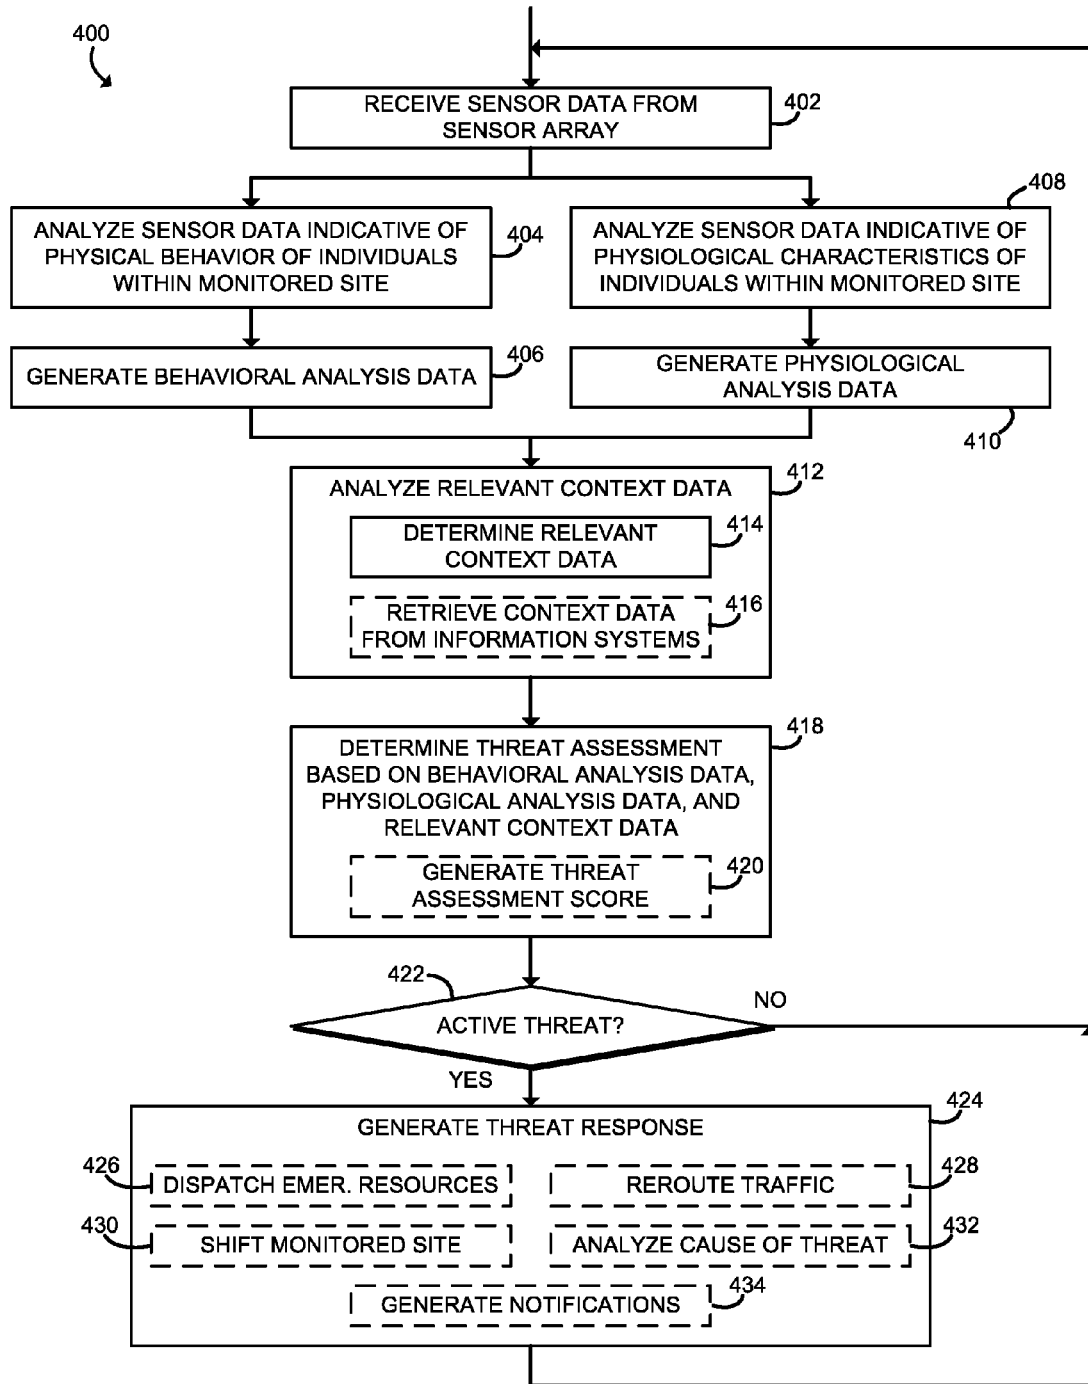 400
RECEIVE SENSOR DATA FROM
SENSOR ARRAY
402
ANALYZE SENSOR DATA INDICATIVE OF
PHYSICAL BEHAVIOR OF INDIVIDUALS
WITHIN MONITORED SITE
404
408
ANALYZE SENSOR DATA INDICATIVE OF
PHYSIOLOGICAL CHARACTERISTICS OF
INDIVIDUALS WITHIN MONITORED SITE
GENERATE BEHAVIORAL ANALYSIS DATA
406
GENERATE PHYSIOLOGICAL
ANALYSIS DATA
410
ANALYZE RELEVANT CONTEXT DATA
412
DETERMINE RELEVANT
CONTEXT DATA
414
RETRIEVE CONTEXT DATA
FROM INFORMATION SYSTEMS
416
DETERMINE THREAT ASSESSMENT
BASED ON BEHAVIORAL ANALYSIS DATA,
PHYSIOLOGICAL ANALYSIS DATA, AND
RELEVANT CONTEXT DATA
418
GENERATE THREAT
ASSESSMENT SCORE
420
422
ACTIVE THREAT?
NO
YES
GENERATE THREAT RESPONSE
424
426
DISPATCH EMER. RESOURCES
REROUTE TRAFFIC
428
430
SHIFT MONITORED SITE
ANALYZE CAUSE OF THREAT
432
GENERATE NOTIFICATIONS
434